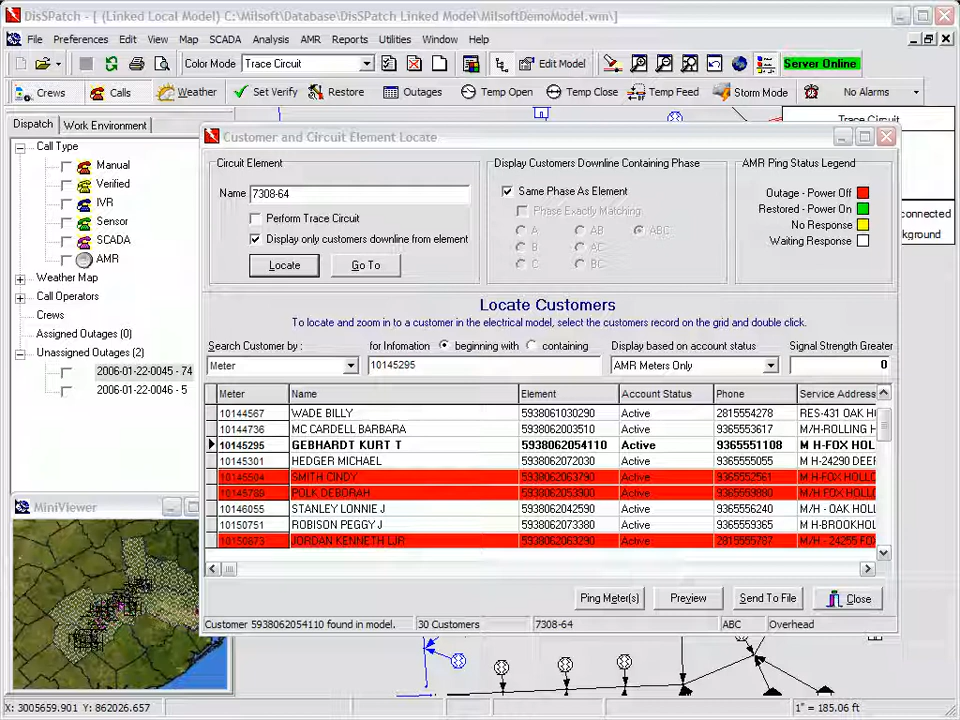 DisSPatch - [ (Linked Local Model) C:\Milsoft\Database\DisSPatch Linked Model\MilsoftDemoModel.wm\]
File Preferences Edit View Map SCADA Analysis AMR Reports Utilities Window Help
Color Mode Trace Circuit Edit Model Server Online
Crews Calls Weather Set Verify Restore Outages Temp Open Temp Close Temp Feed Storm Mode No Alarms
Dispatch Work Environment
Call Type
Manual
Verified
IVR
Sensor
SCADA
AMR
Weather Map
Call Operators
Crews
Assigned Outages (0)
Unassigned Outages (2)
2006-01-22-0045 - 74
2006-01-22-0046 - 5
MiniViewer
Trace Circuit
connected
kground
Customer and Circuit Element Locate
Circuit Element
Name 7308-64
Perform Trace Circuit
Display only customers downline from element
Locate Go To
Display Customers Downline Containing Phase
Same Phase As Element
Phase Exactly Matching:
A AB ABC
B AC
C BC
AMR Ping Status Legend
Outage - Power Off
Restored - Power On
No Response
Waiting Response
Locate Customers
To locate and zoom in to a customer in the electrical model, select the customers record on the grid and double click.
Search Customer by : for Infomation beginning with containing Display based on account status Signal Strength Greater
Meter 10145295 AMR Meters Only 0
Meter Name Element Account Status Phone Service Address
10144567 WADE BILLY 5938061030290 Active 2815554278 RES-431 OAK H
10144736 MC CARDELL BARBARA 5938062003510 Active 9365553617 M/H-ROLLING H
10145295 GEBHARDT KURT T 5938062054110 Active 9365551108 M H-FOX HOL
10145301 HEDGER MICHAEL 5938062072030 Active 9365555055 M H-24290 DEER
10145504 SMITH CINDY 5938062063790 Active 9365552561 M H-FOX HOLL
10145789 POLK DEBORAH 5938062053900 Active 9365559880 M/H FOX HOLL
10146055 STANLEY LONNIE J 5938062042590 Active 9365556240 M/H-OAK HOLL
10150751 ROBISON PEGGY J 5938062073380 Active 9365559365 M H-BROOKHO
10150873 JORDAN KENNETH L JR 5938062063290 Active 2815555787 M/H - 24255 FO
Ping Meter(s) Preview Send To File Close
Customer 5938062054110 found in model. 30 Customers 7308-64 ABC Overhead
X: 3005659.901 Y: 862026.657 1" = 185.06 ft